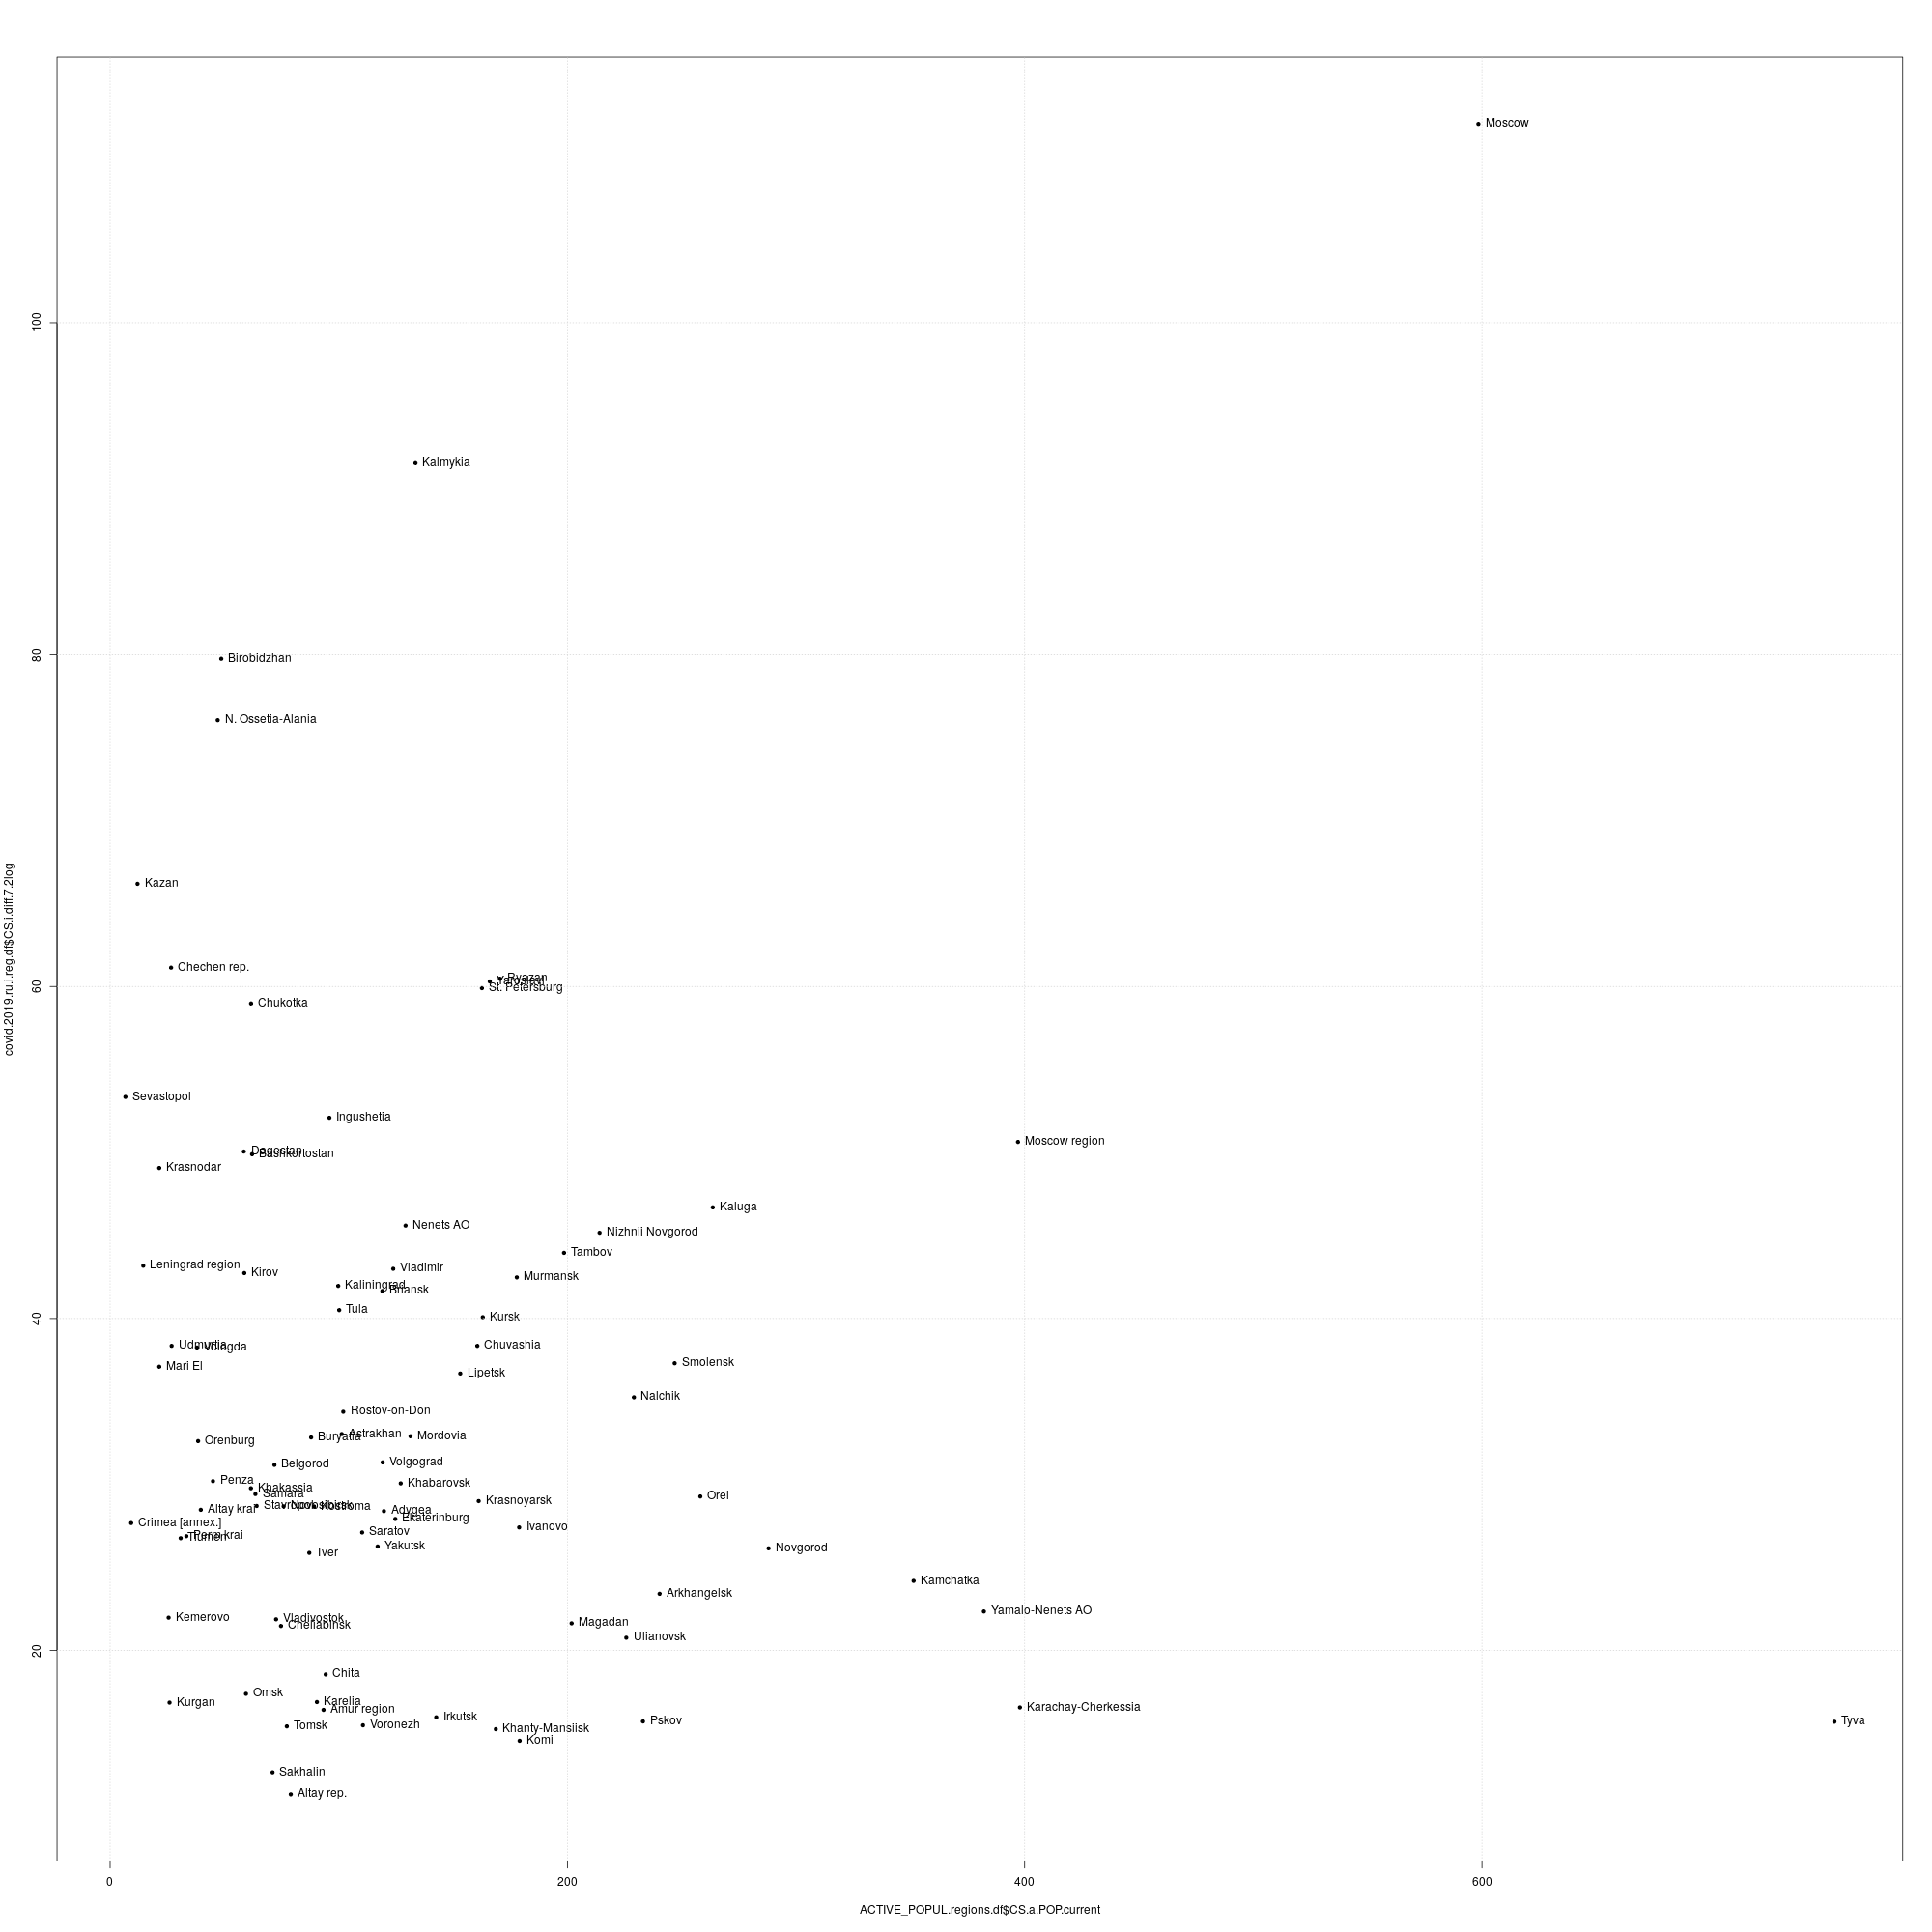 Moscow
100
Kalmykia
80
Birobidzhan
N. Ossetia-Alania
Kazan
Chechen rep.
Ryazan
60
St. Petersburg
Chukotka
covid.2019.ru.i.reg.df$CS.i.diff.7.2log
Sevastopol
Ingushetia
Moscow region
Dagestan
Bashkortostan
Krasnodar
Kaluga
Nenets AO
Nizhnii Novgorod
Tambov
Leningrad region
Vladimir
Kirov
Murmansk
Kaliningrad
Briansk
Tula
40
Kursk
Udmurtia
Vologda
Chuvashia
Mari El
Smolensk
Lipetsk
Nalchik
Rostov-on-Don
Astrakhan
Buryatia
Mordovia
Orenburg
Volgograd
Belgorod
Penza
Khabarovsk
Khakassia
Samara
Orel
Krasnoyarsk
Kostroma
Altay krai
Adygea
Ekaterinburg
Crimea [annex.]
Ivanovo
Saratov
Perm krai
Yakutsk
Novgorod
Tver
Kamchatka
Arkhangelsk
Yamalo-Nenets AO
Kemerovo
Vladivostok
Cheliabinsk
Magadan
Ulianovsk
20
Chita
Omsk
Kurgan
Karelia
Amur region
Karachay-Cherkessia
Irkutsk
Pskov
Tyva
Tomsk
Voronezh
Khanty-Mansiisk
Komi
Sakhalin
Altay rep.
0
200
400
600
ACTIVE_POPUL.regions.df$CS.a.POP.current